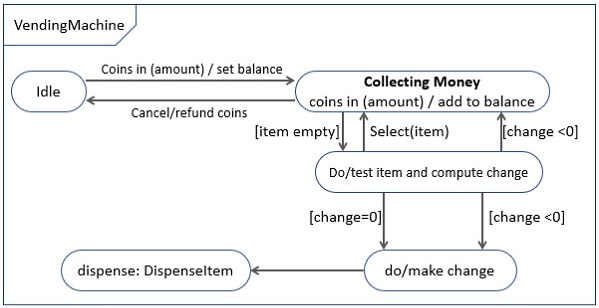 VendingMachine
Coins in (amount) / set balance
Idle
Cancel/refund coins
Collecting Money
coins in (amount) / add to balance
[item empty]
Select(item)
[change <0]
Do/test item and compute change
[change=0]
[change <0]
dispense: DispenseItem
do/make change